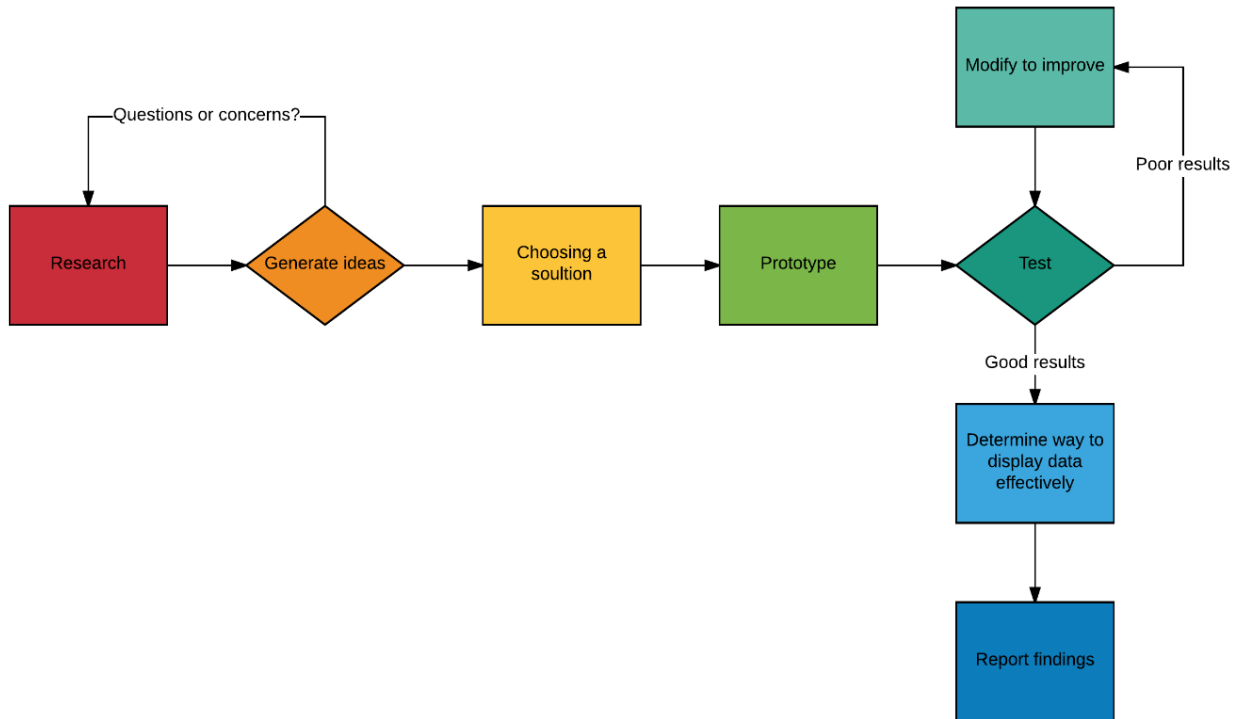 Modify to improve
Questions or concerns?
Poor results
Research
Generate ideas
Choosing a
soultion
Prototype
Test
Good results
Determine way to
display data
effectively
Report findings